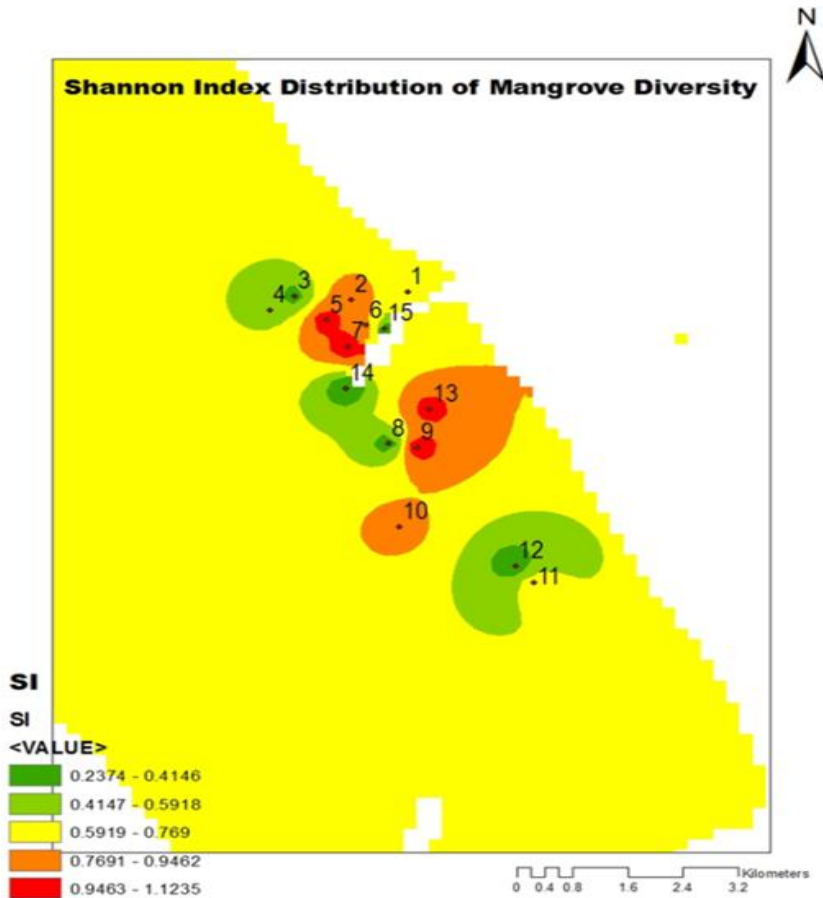 N
Shannon Index Distribution of Mangrove Diversity
1
2
3
4
5
6
15
7
14
13
8
9
10
12
11
SI
SI
<VALUE>
0.2374 - 0.4146
0.4147 - 0.5918
0.5919 - 0.769
0.7691 - 0.9462
0.9463 - 1.1235
Kilometers
0 0.4 0.8 1.6 2.4 3.2